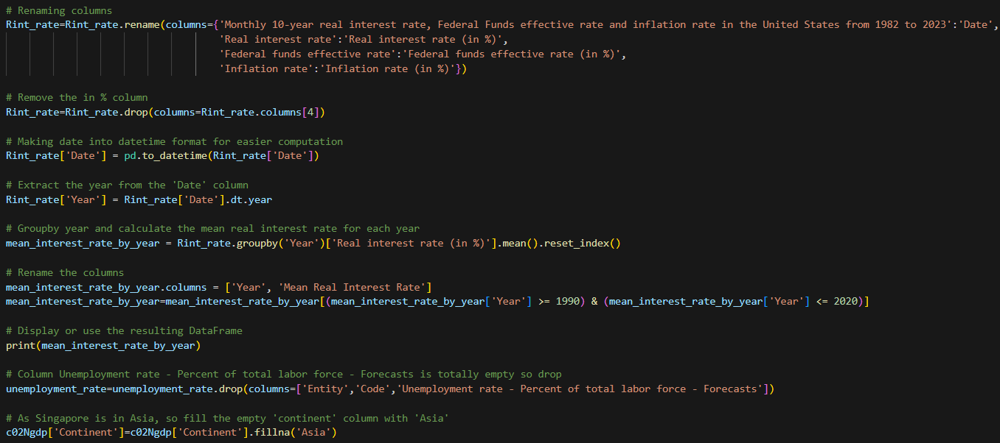 # Renaming columns
Rint_rate=Rint_rate.rename(columns={'Monthly 10-year real interest rate, Federal Funds effective rate and inflation rate in the United States from 1982 to 2023':'Date',
'Real interest rate':'Real interest rate (in %)',
'Federal funds effective rate':'Federal funds effective rate (in %)',
'Inflation rate':'Inflation rate (in %)'})
# Remove the in % column
Rint_rate=Rint_rate.drop(columns=Rint_rate.columns[4])
# Making date into datetime format for easier computation
Rint_rate['Date'] = pd.to_datetime(Rint_rate['Date'])
# Extract the year from the 'Date' column
Rint_rate['Year'] = Rint_rate['Date'].dt.year
# Groupby year and calculate the mean real interest rate for each year
mean_interest_rate_by_year = Rint_rate.groupby('Year')['Real interest rate (in %)'].mean().reset_index()
# Rename the columns
mean_interest_rate_by_year.columns = ['Year', 'Mean Real Interest Rate']
mean_interest_rate_by_year=mean_interest_rate_by_year[(mean_interest_rate_by_year['Year'] >= 1990) & (mean_interest_rate_by_year['Year'] <= 2020)]
# Display or use the resulting DataFrame
print(mean_interest_rate_by_year)
# Column Unemployment rate - Percent of total labor force - Forecasts is totally empty so drop
unemployment_rate=unemployment_rate.drop(columns=['Entity','Code','Unemployment rate - Percent of total labor force - Forecasts'])
# As Singapore is in Asia, so fill the empty 'continent' column with 'Asia'
c02Ngdp['Continent']=c02Ngdp['Continent'].fillna('Asia')